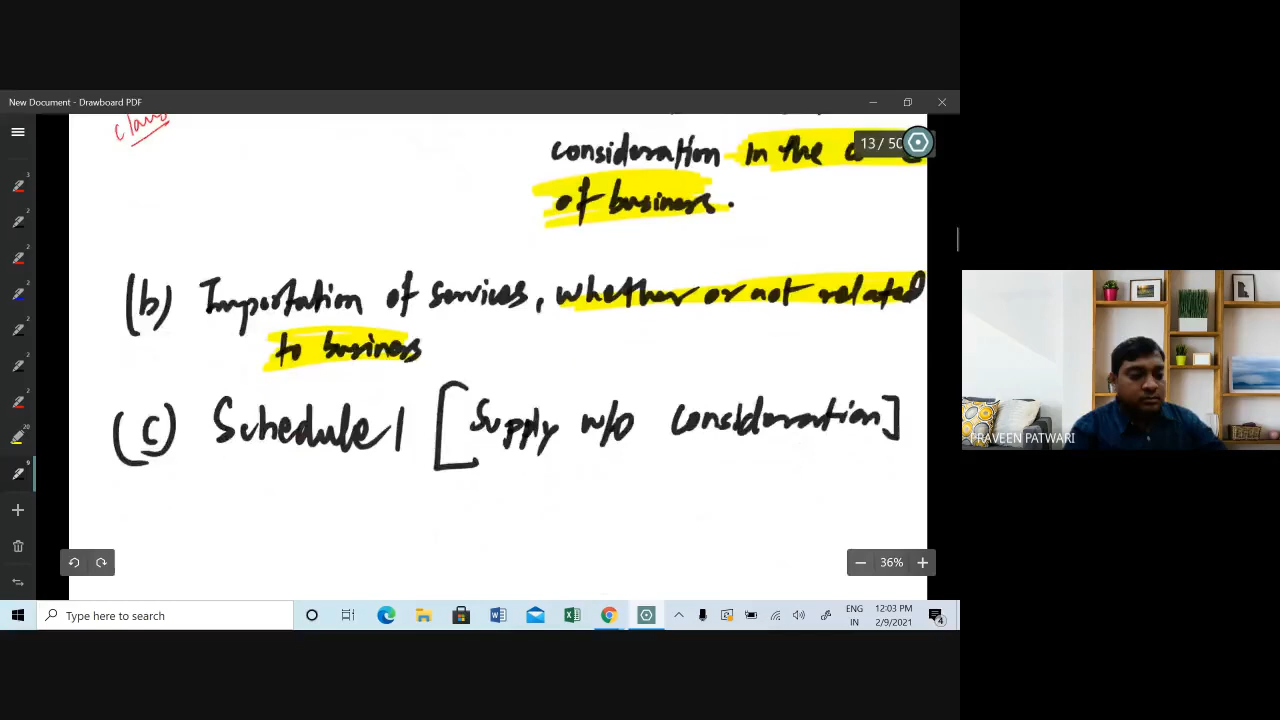 New Document - Drawboard PDF
13 / 50
consideration in the
of business.
(b) Importation of services, whether or not related
to business
(c) Schedule 1 [Supply w/o consideration]
PRAVEEN PATWARI
36%
Type here to search
ENG
IN
12:03 PM
2/9/2021
4